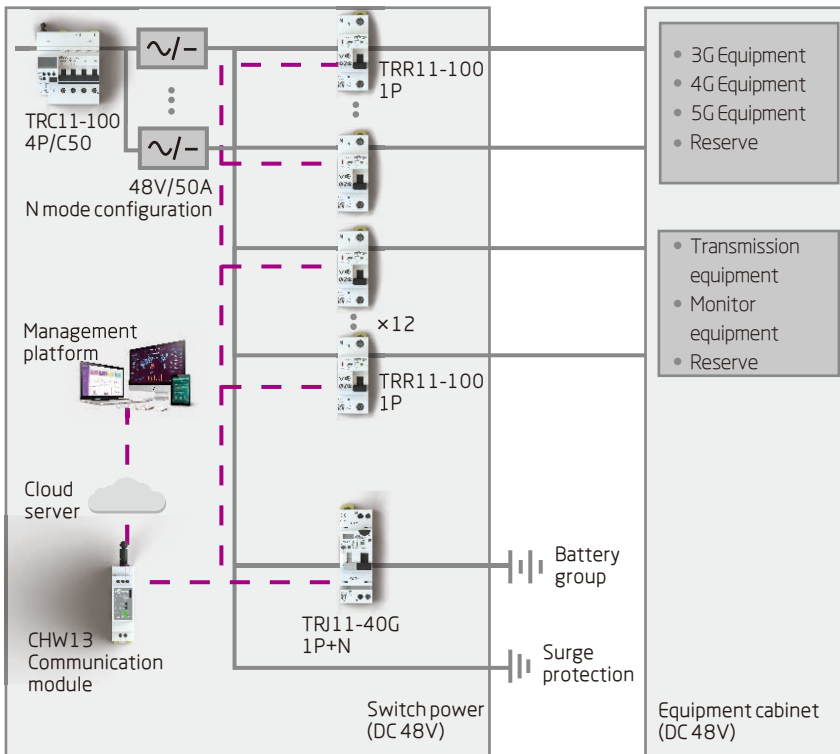 TRC11-100
4P/C50
48V/50A
N mode configuration
TRR11-100
1P
×12
TRR11-100
1P
Management
platform
Cloud
server
CHW13
Communication
module
TRJ11-40G
1P+N
Battery
group
Surge
protection
Switch power
(DC 48V)
3G Equipment
4G Equipment
5G Equipment
Reserve
Transmission
equipment
Monitor
equipment
Reserve
Equipment cabinet
(DC 48V)